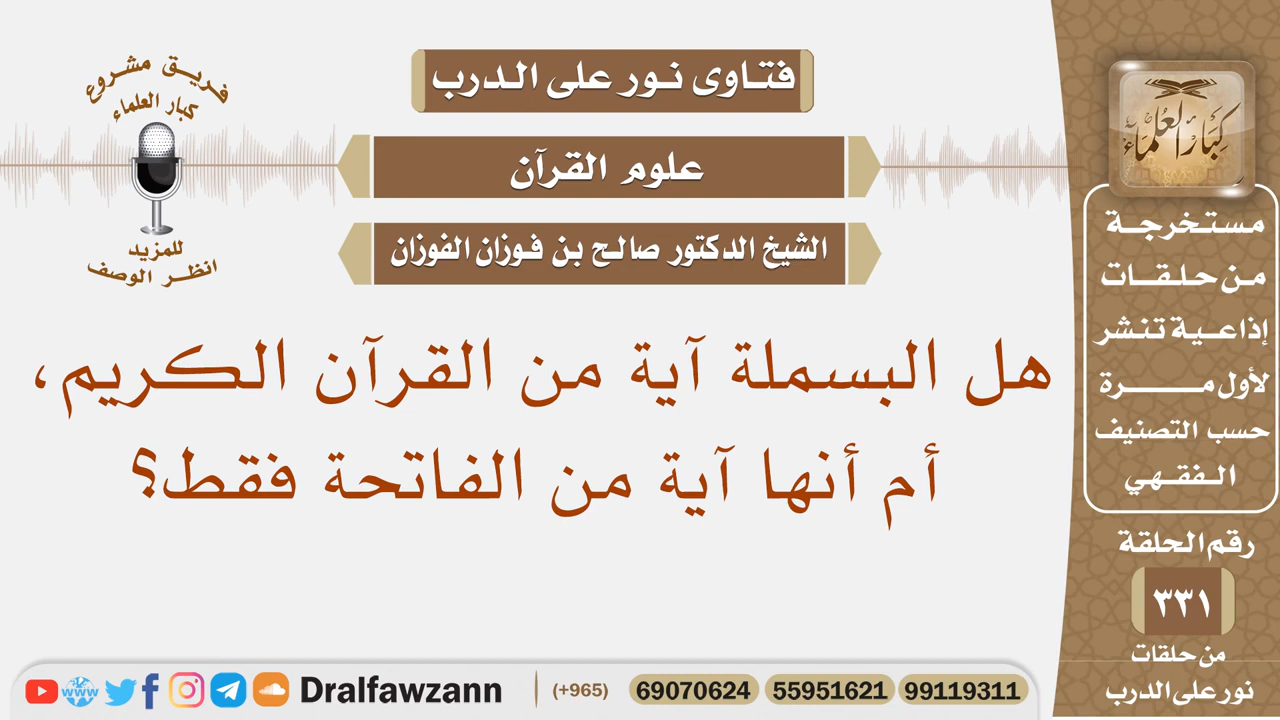 فتاوى نور على الدرب
علوم القرآن
الشيخ الدكتور صالح بن فوزان الفوزان
هل البسملة آية من القرآن الكريم،
أم أنها آية من الفاتحة فقط؟
فريق مشروع
كبار العلماء
للمزيد
انظر الوصف
كبار العلماء
مستخرجة
من حلقات
إذاعية تنشر
لأول مرة
حسب التصنيف
الفقهي
رقم الحلقة
٣٣١
من حلقات
نور على الدرب
www Dralfawzann (+965) 69070624 55951621 99119311